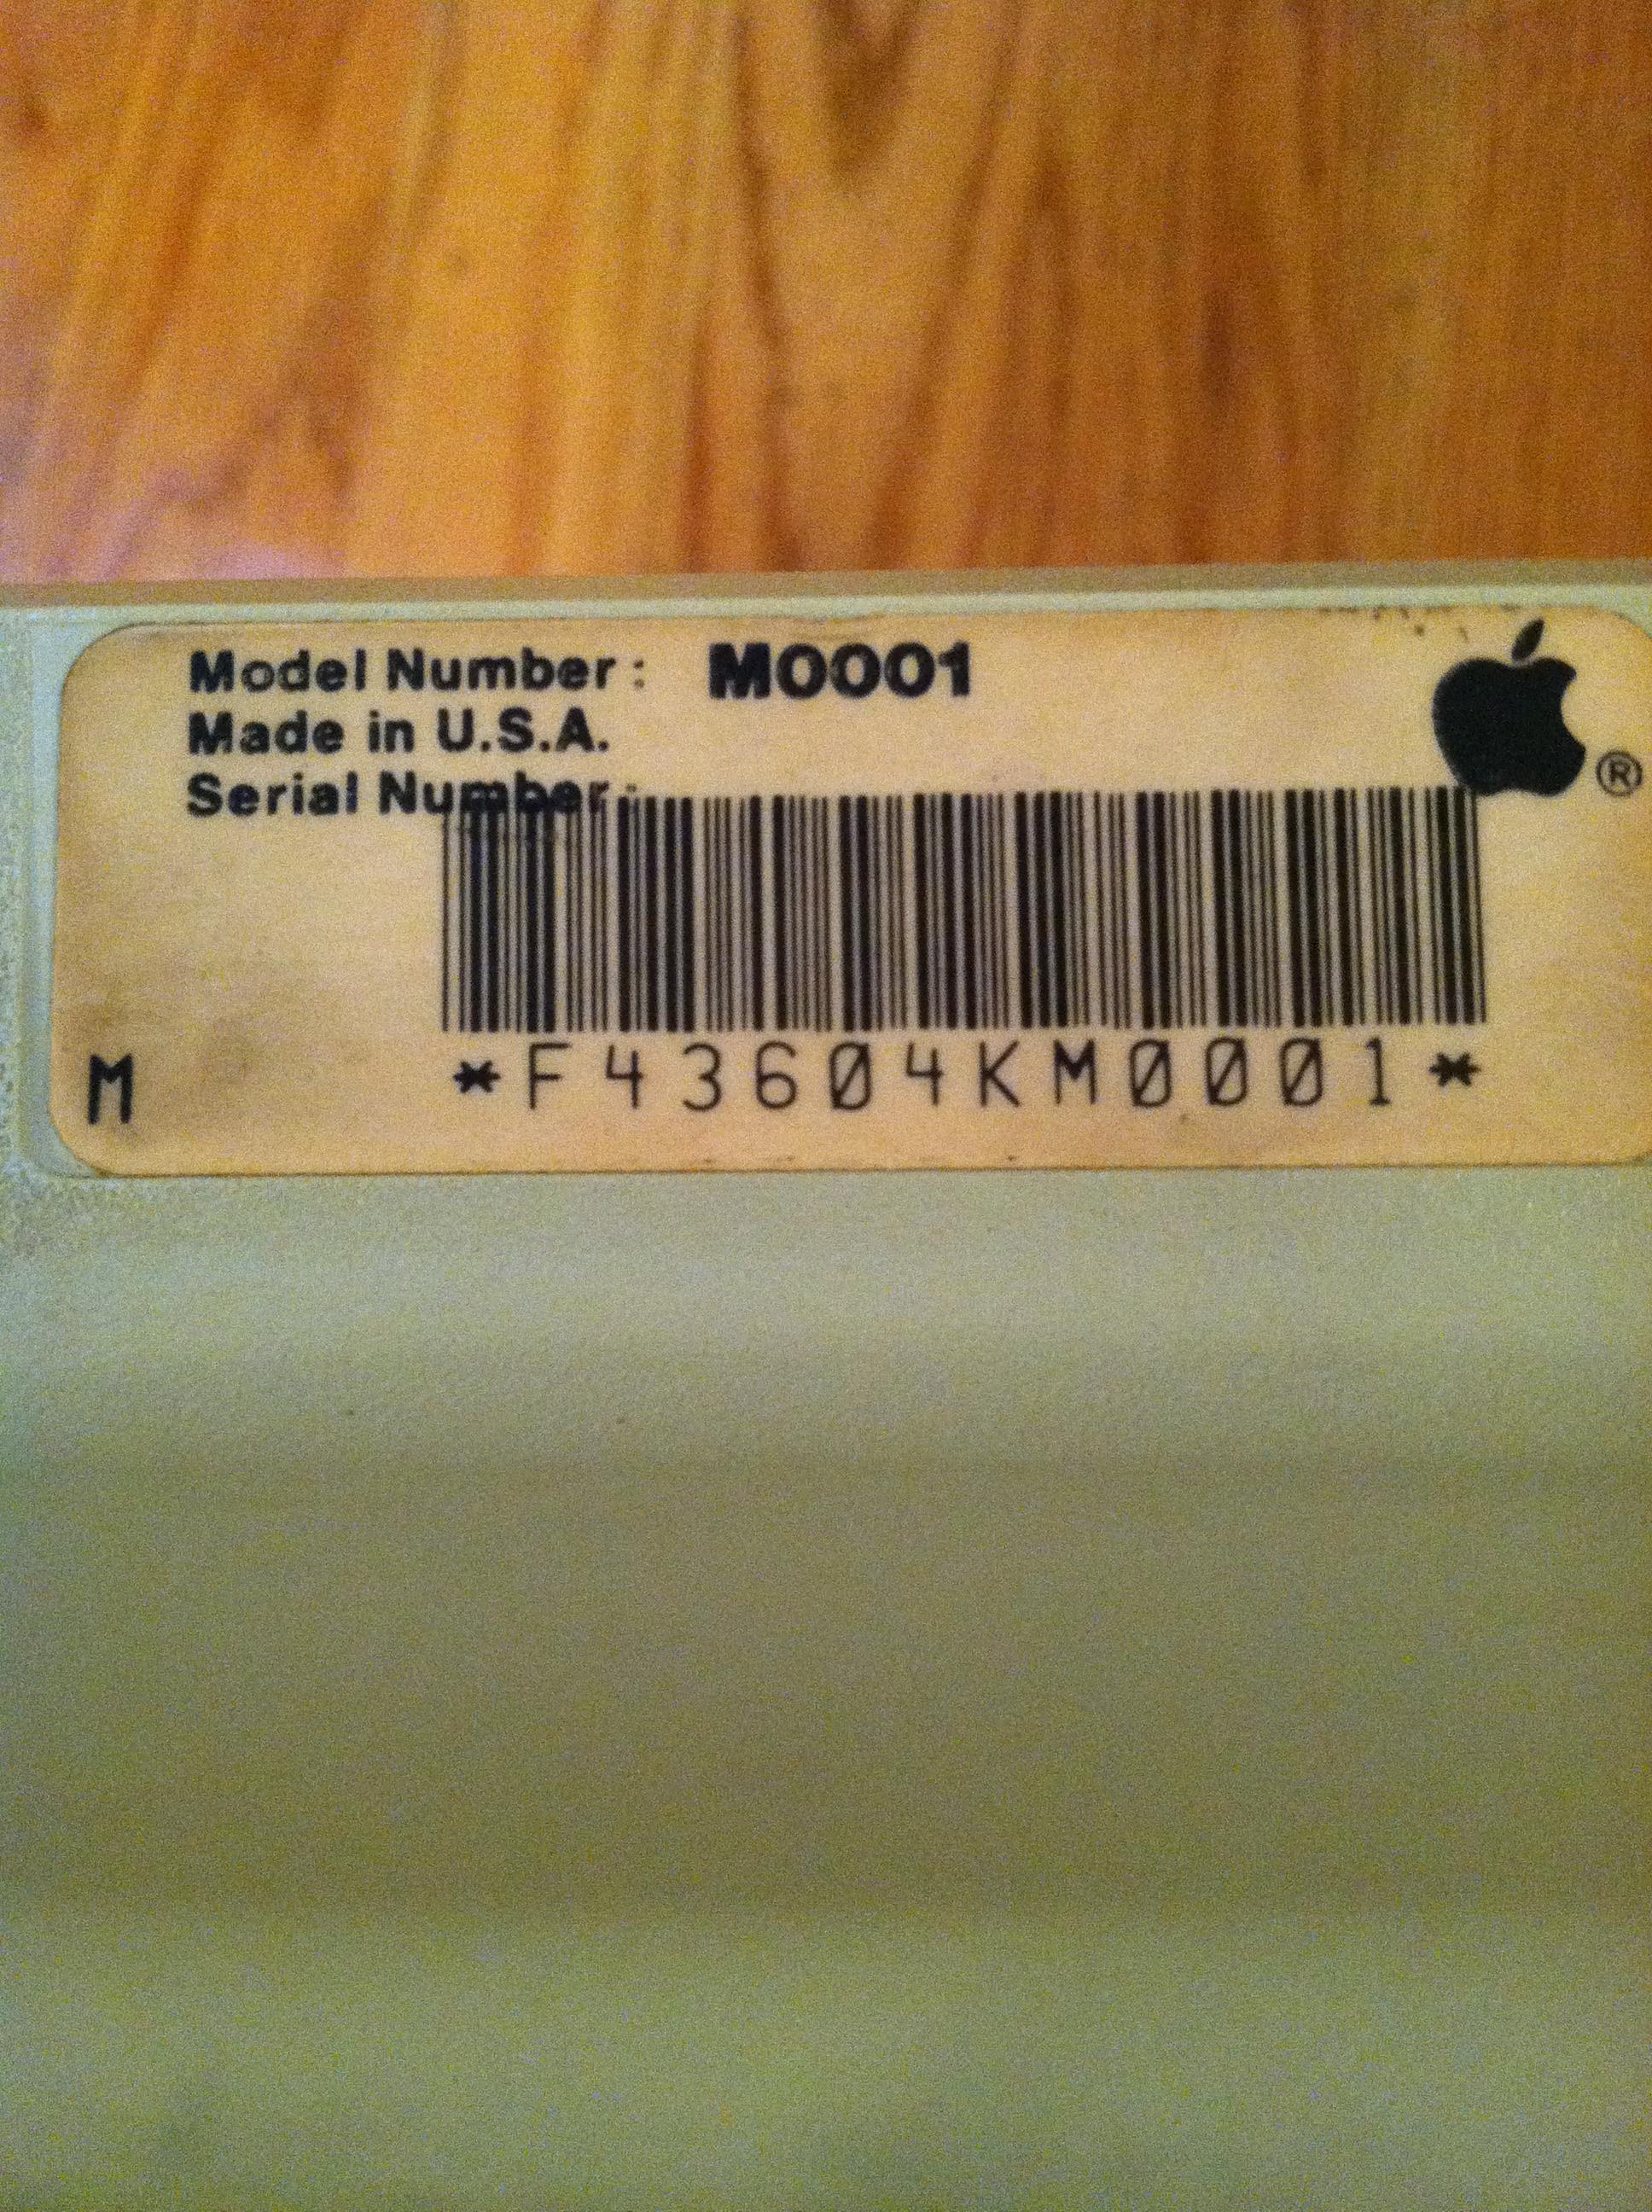 Model Number: M0001
Made in U.S.A.
Serial Number:
®
*F43604KM0001*
M